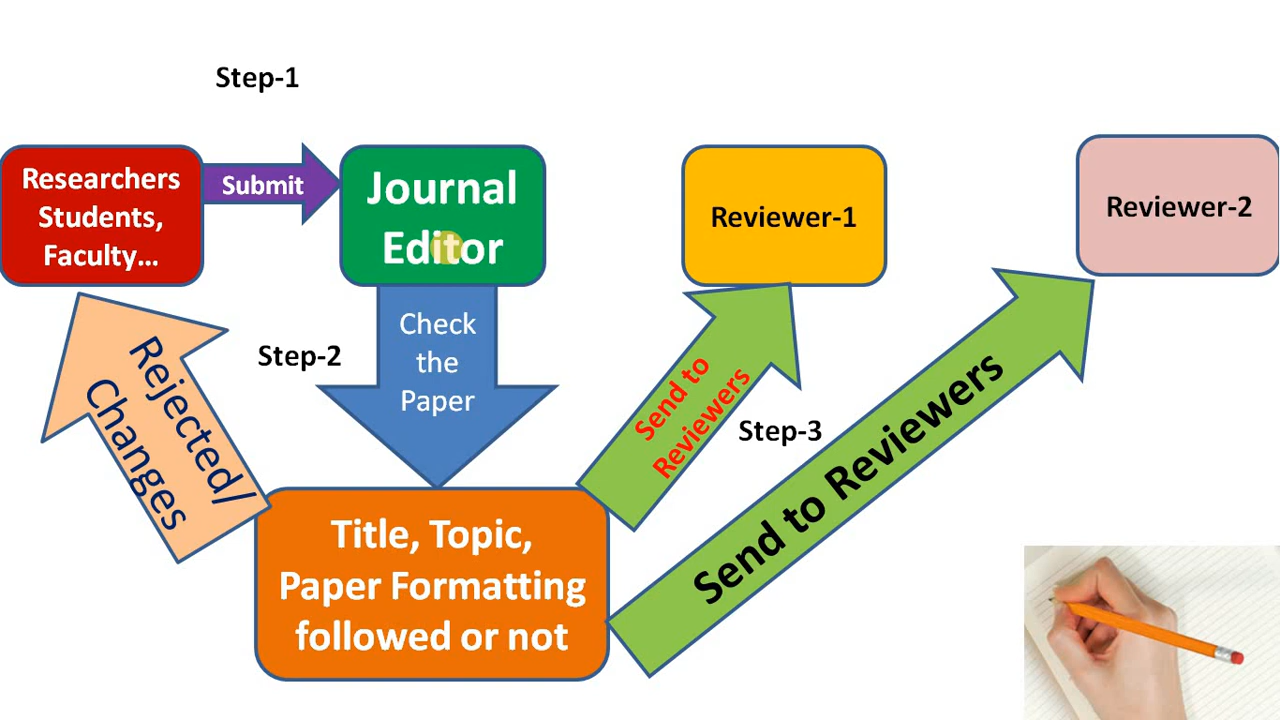 Step-1
Researchers
Students,
Faculty...
Submit
Journal
Editor
Reviewer-1
Reviewer-2
Step-2
Check
the
Paper
Rejected/
Changes
Send to
Reviewers
Step-3
Send to Reviewers
Title, Topic,
Paper Formatting
followed or not